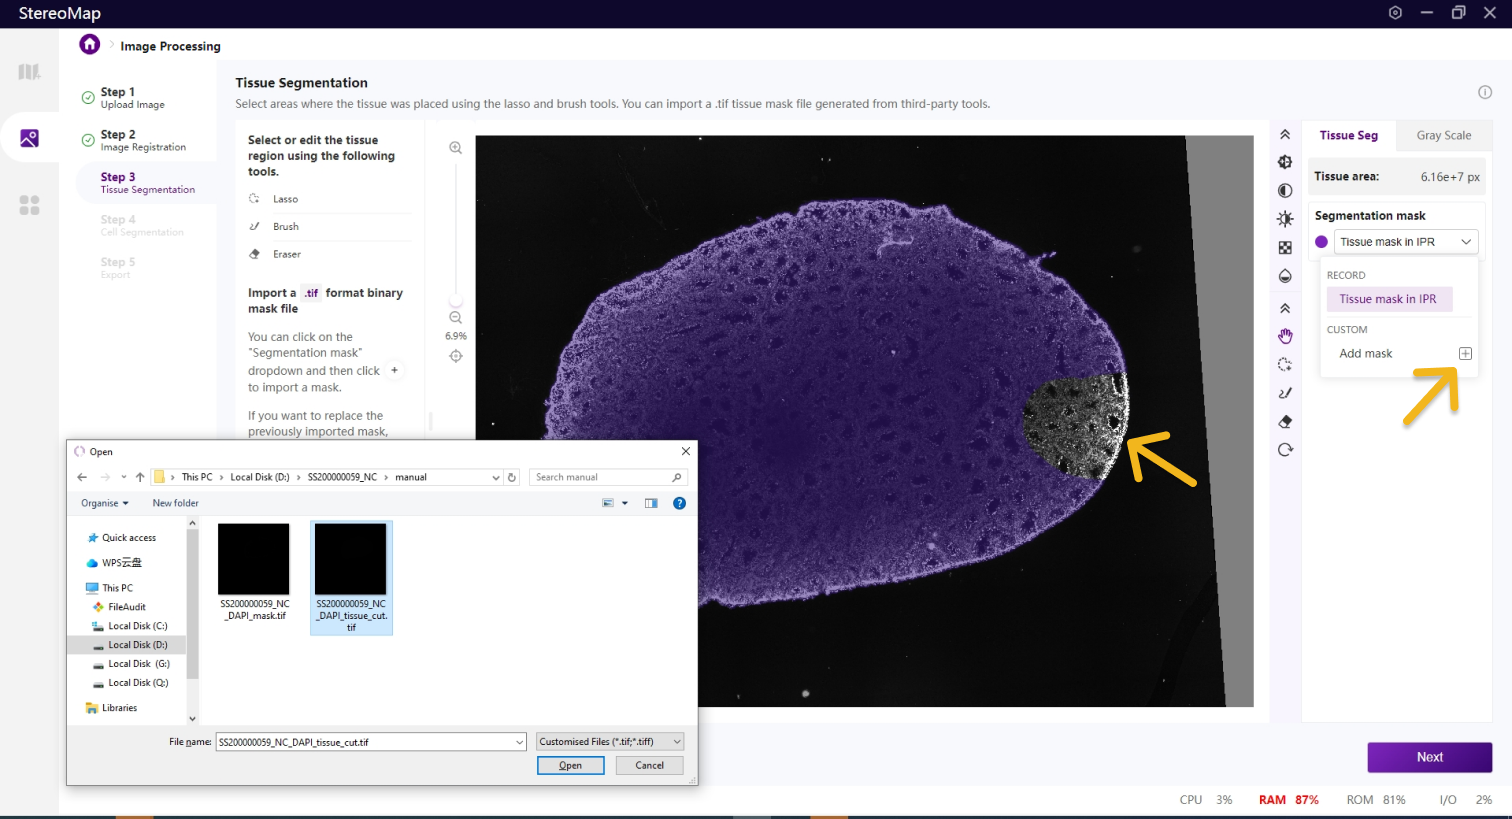 StereoMap
Image Processing
Step 1
Upload Image
Step 2
Image Registration
Step 3
Tissue Segmentation
Step 4
Cell Segmentation
Step 5
Export
Tissue Segmentation
Select areas where the tissue was placed using the lasso and brush tools. You can import a .tif tissue mask file generated from third-party tools.
Select or edit the tissue
region using the following
tools.
Lasso
Brush
Eraser
Import a .tif format binary
mask file
You can click on the
"Segmentation mask"
dropdown and then click +
to import a mask.
If you want to replace the
previously imported mask,
6.9%
Tissue Seg
Gray Scale
Tissue area: 6.16e+7 px
Segmentation mask
Tissue mask in IPR
RECORD
Tissue mask in IPR
CUSTOM
Add mask
Open
This PC > Local Disk (D:) > SS200000059_NC > manual
Search manual
Organise
New folder
Quick access
WPS云盘
This PC
FileAudit
Local Disk (C:)
Local Disk (D:)
Local Disk (G:)
Local Disk (Q:)
Libraries
SS200000059_NC
_DAPI_mask.tif
SS200000059_NC
_DAPI_tissue_cut.
tif
File name: SS200000059_NC_DAPI_tissue_cut.tif
Customised Files (*.tif;*.tiff)
Open
Cancel
Next
CPU 3% RAM 87% ROM 81% I/O 2%